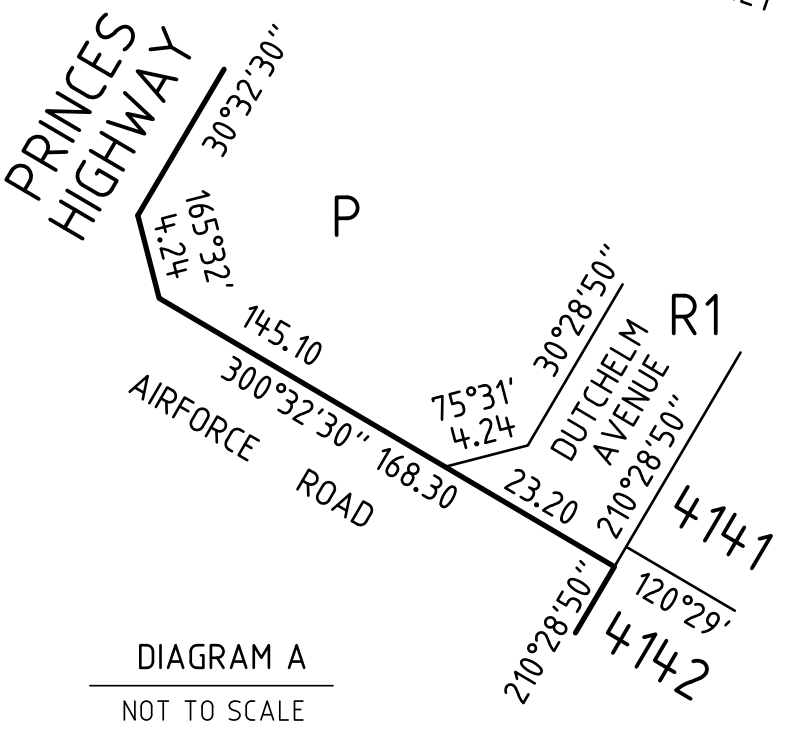 PRINCES
HIGHWAY
30°32'30"
165°32'
4.24
P
145.10
300°32'30" 168.30
AIRFORCE ROAD
75°31'
4.24
30°28'50"
DUTCHELM
AVENUE
R1
210°28'50"
23.20
4141
120°29'
4142
210°28'50"
DIAGRAM A
NOT TO SCALE